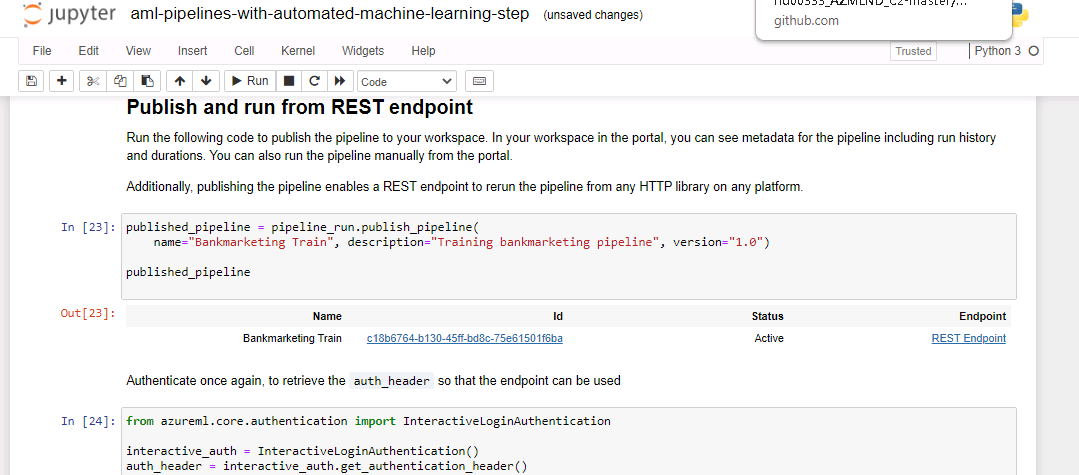 jupyter aml-pipelines-with-automated-machine-learning-step (unsaved changes)
github.com
File Edit View Insert Cell Kernel Widgets Help
Trusted Python 3
Run Code
Publish and run from REST endpoint
Run the following code to publish the pipeline to your workspace. In your workspace in the portal, you can see metadata for the pipeline including run history
and durations. You can also run the pipeline manually from the portal.
Additionally, publishing the pipeline enables a REST endpoint to rerun the pipeline from any HTTP library on any platform.
In [23]: published_pipeline = pipeline_run.publish_pipeline(
name="Bankmarketing Train", description="Training bankmarketing pipeline", version="1.0")
published_pipeline
Out[23]: Name Id Status Endpoint
Bankmarketing Train c18b6764-b130-45ff-bd8c-75e61501f6ba Active REST Endpoint
Authenticate once again, to retrieve the auth_header so that the endpoint can be used
In [24]: from azureml.core.authentication import InteractiveLoginAuthentication
interactive_auth = InteractiveLoginAuthentication()
auth_header = interactive_auth.get_authentication_header()